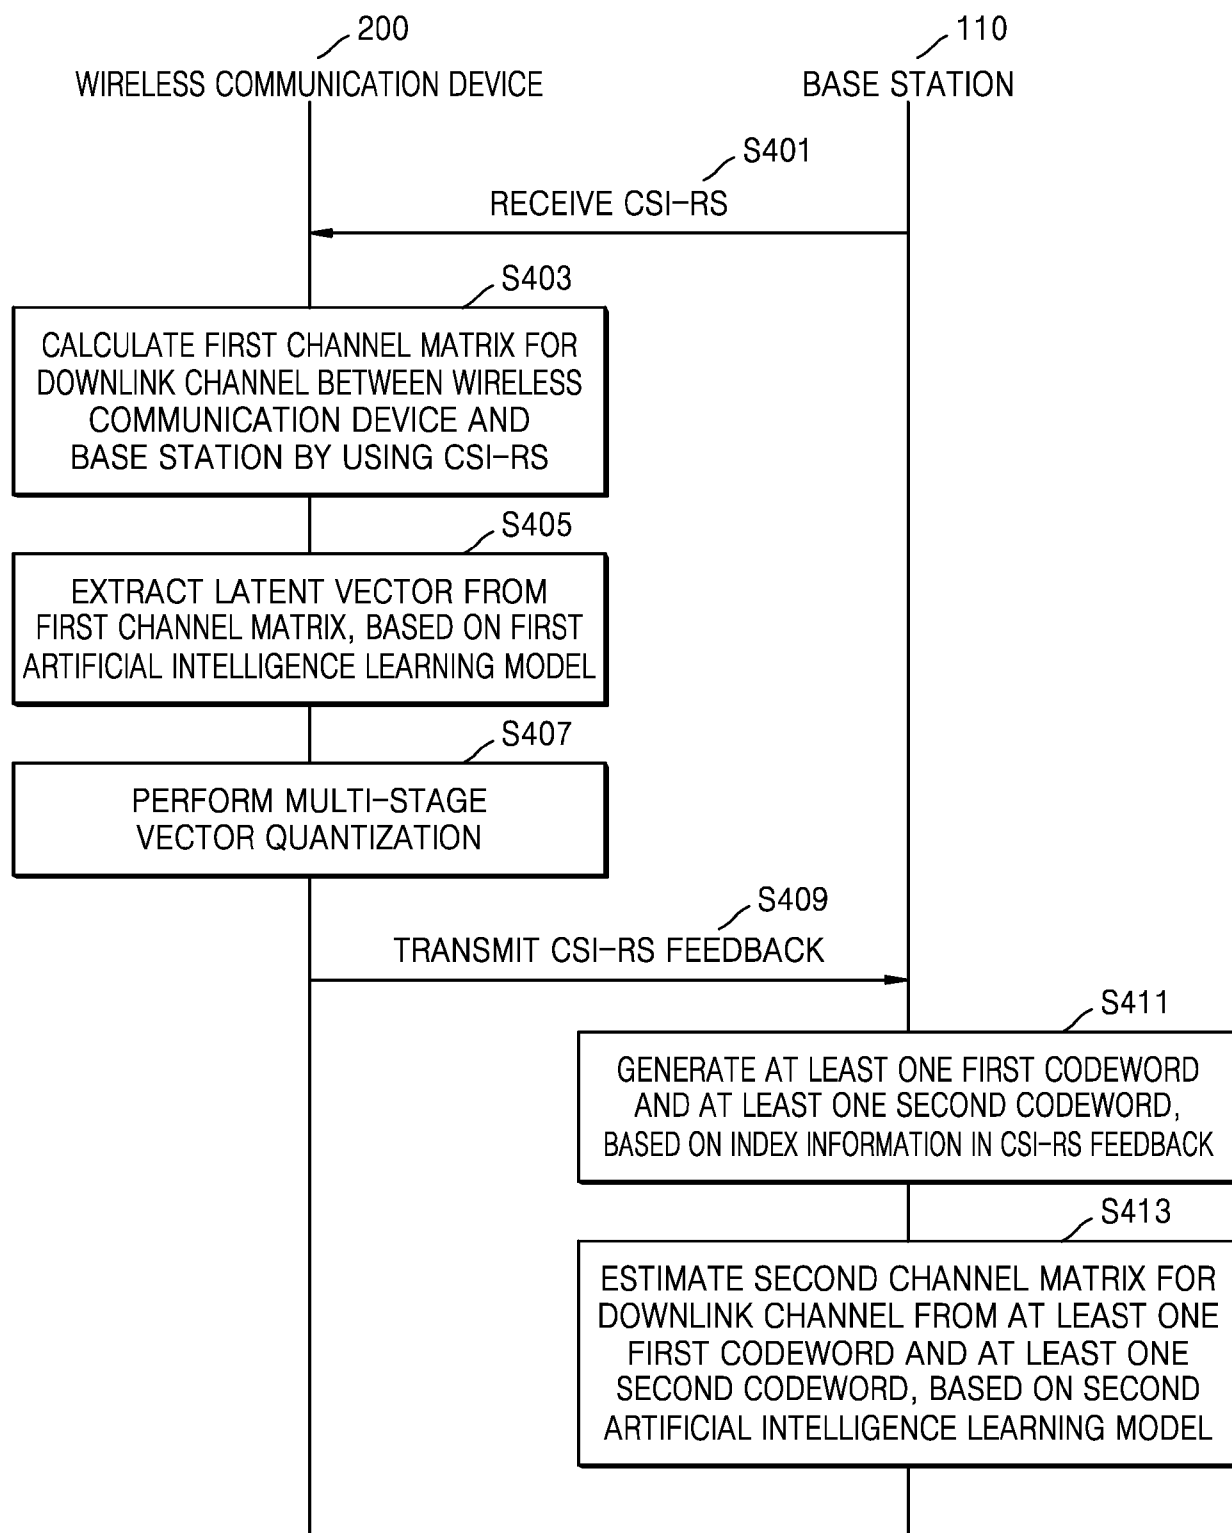 200
WIRELESS COMMUNICATION DEVICE
110
BASE STATION
S401
RECEIVE CSI-RS
S403
CALCULATE FIRST CHANNEL MATRIX FOR
DOWNLINK CHANNEL BETWEEN WIRELESS
COMMUNICATION DEVICE AND
BASE STATION BY USING CSI-RS
S405
EXTRACT LATENT VECTOR FROM
FIRST CHANNEL MATRIX, BASED ON FIRST
ARTIFICIAL INTELLIGENCE LEARNING MODEL
S407
PERFORM MULTI-STAGE
VECTOR QUANTIZATION
S409
TRANSMIT CSI-RS FEEDBACK
S411
GENERATE AT LEAST ONE FIRST CODEWORD
AND AT LEAST ONE SECOND CODEWORD,
BASED ON INDEX INFORMATION IN CSI-RS FEEDBACK
S413
ESTIMATE SECOND CHANNEL MATRIX FOR
DOWNLINK CHANNEL FROM AT LEAST ONE
FIRST CODEWORD AND AT LEAST ONE
SECOND CODEWORD, BASED ON SECOND
ARTIFICIAL INTELLIGENCE LEARNING MODEL